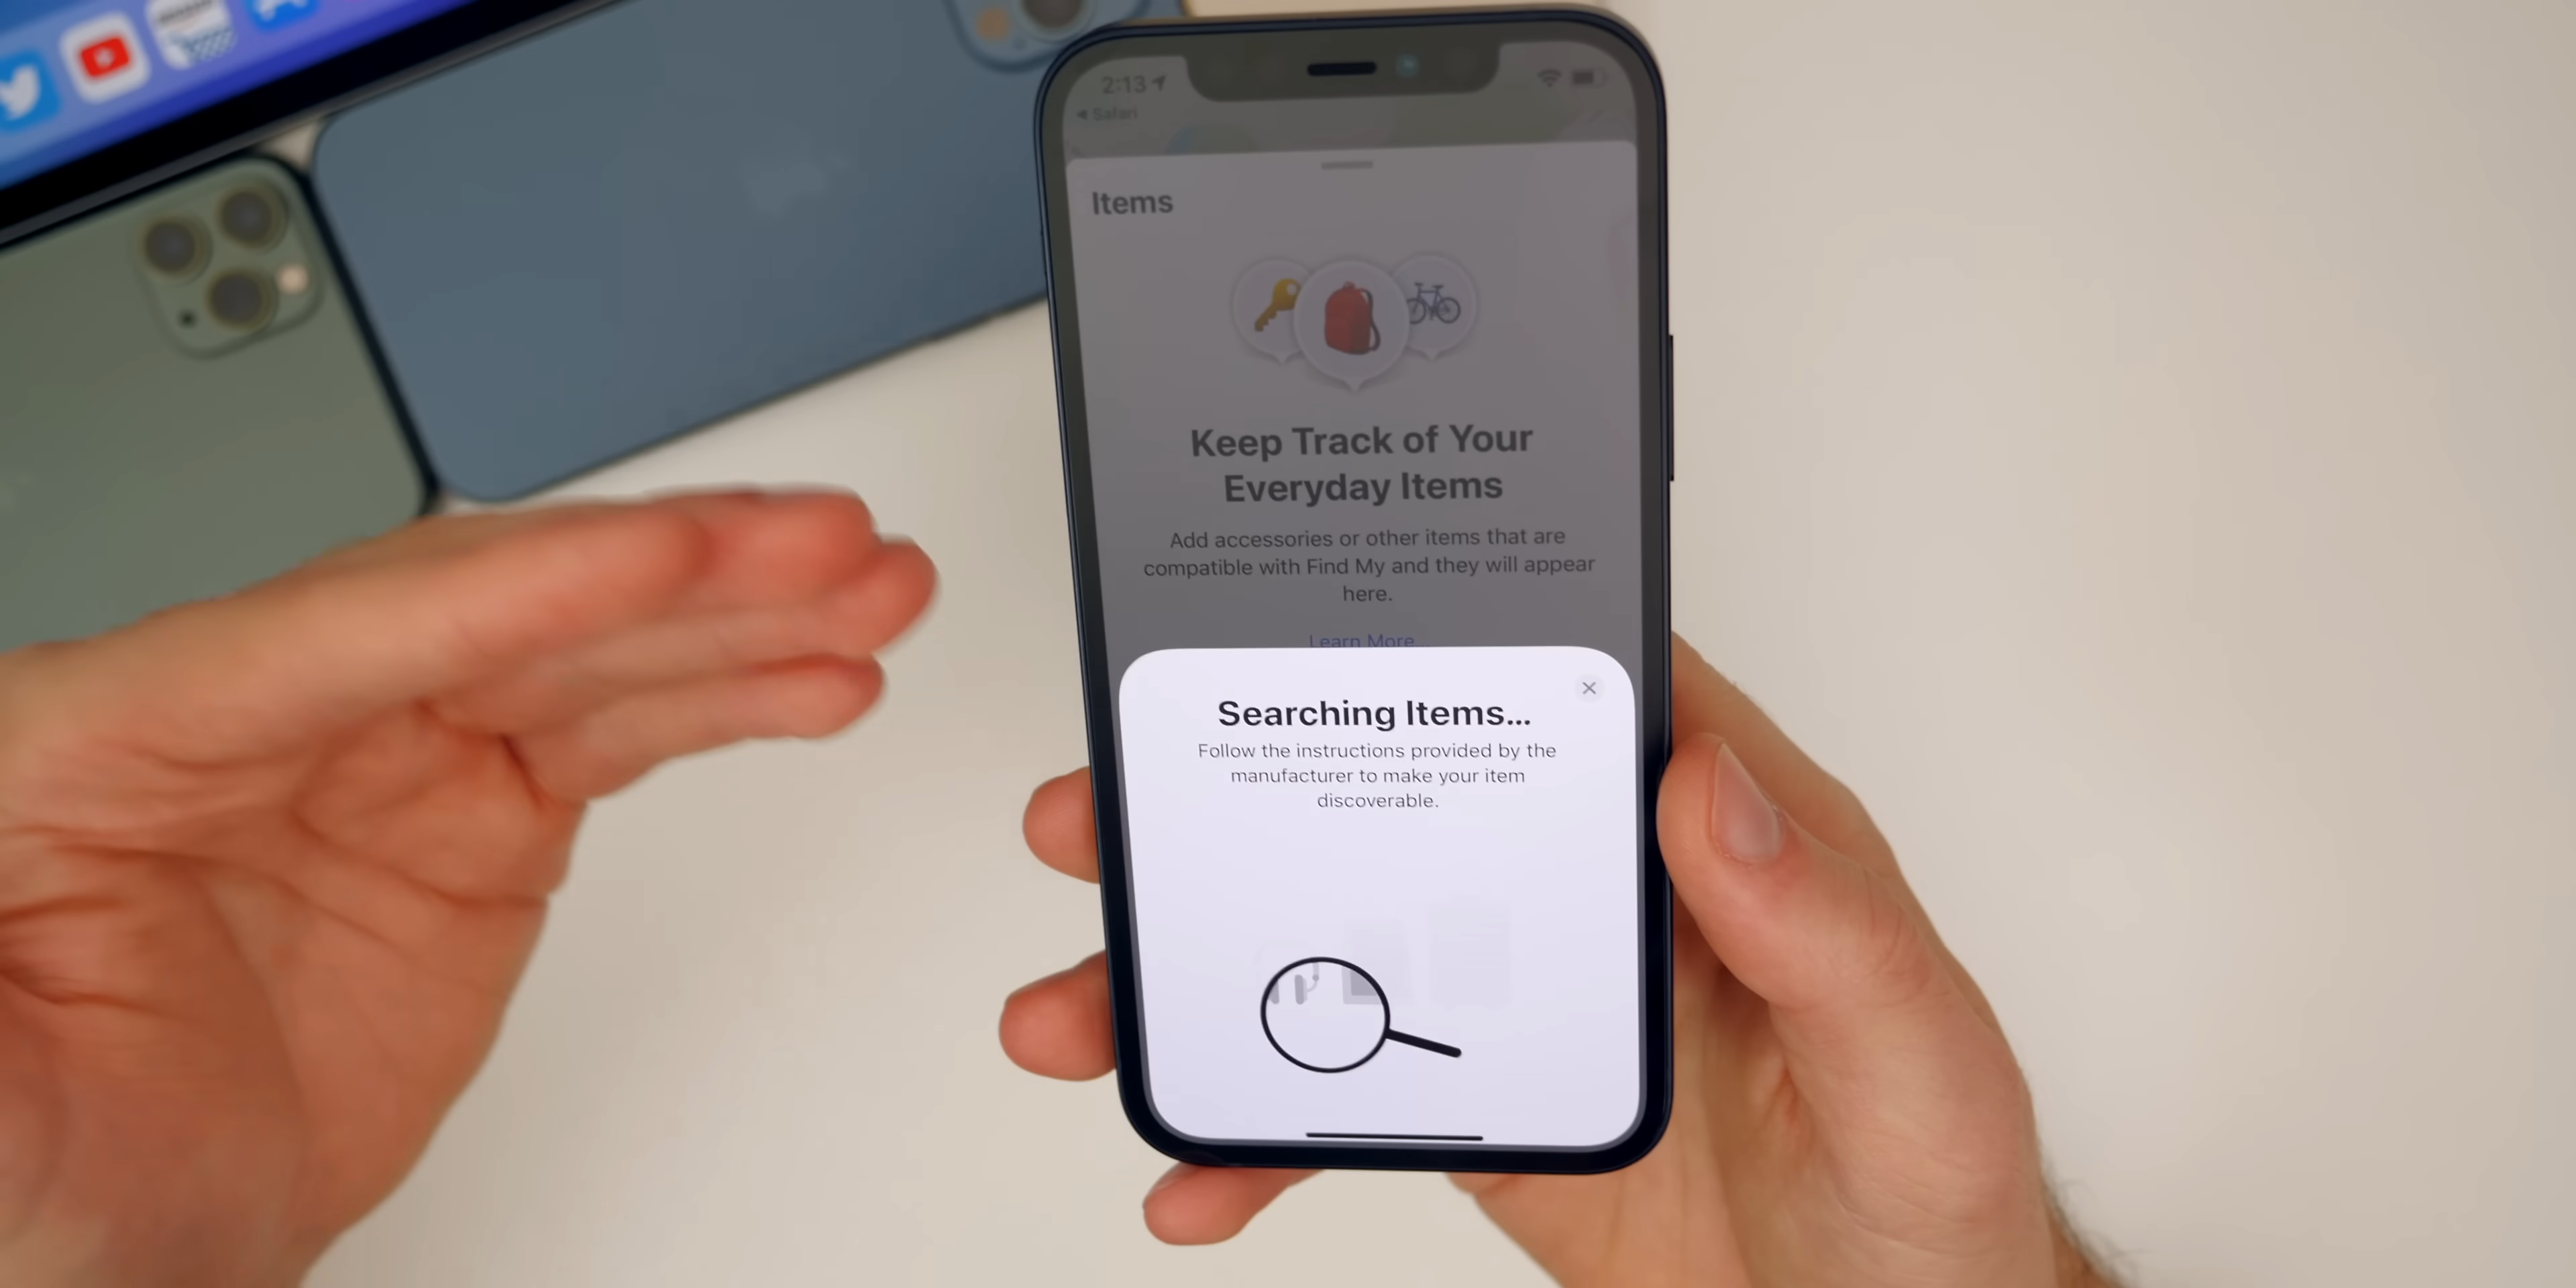 2:13
◀ Safari
Items
Keep Track of Your
Everyday Items
Add accessories or other items that are
compatible with Find My and they will appear
here.
Learn More
Searching Items...
Follow the instructions provided by the
manufacturer to make your item
discoverable.